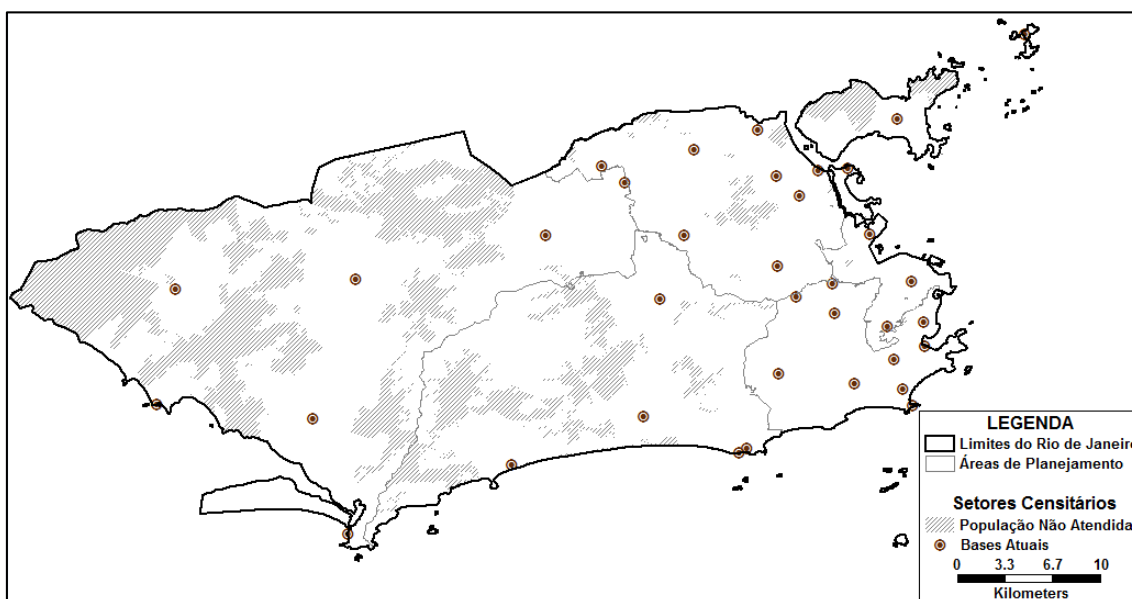 LEGENDA
Limites do Rio de Janeiro
Áreas de Planejamento
Setores Censitários
População Não Atendida
Bases Atuais
0 3.3 6.7 10
Kilometers